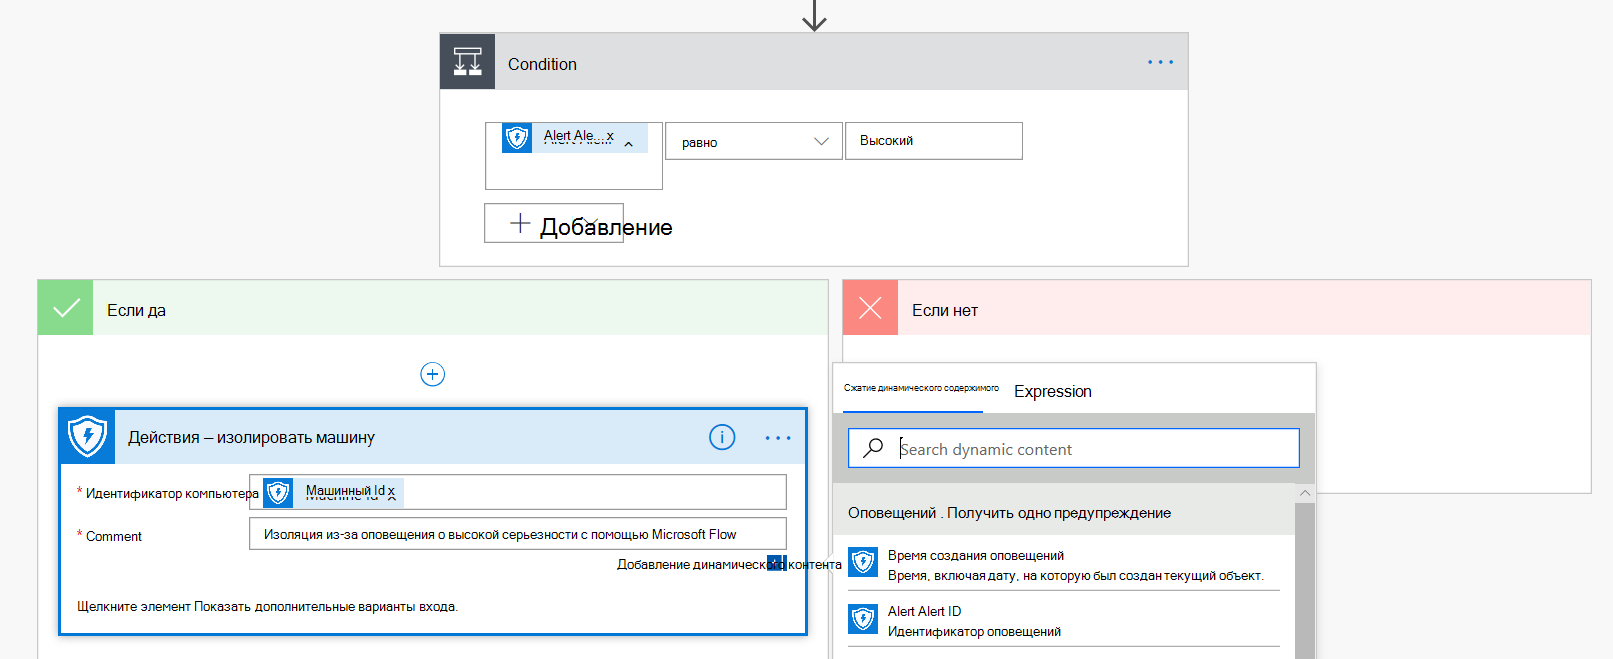 Condition
Alert Ale... x
равно
Высокий
Добавление
Если да
Если нет
Действия – изолировать машину
* Идентификатор компьютера
Машинный Id x
* Comment
Изоляция из-за оповещения о высокой серьезности с помощью Microsoft Flow
Добавление динамического контента
Щелкните элемент Показать дополнительные варианты входа.
Сжатие динамического содержимого
Expression
Search dynamic content
Оповещений . Получить одно предупреждение
Время создания оповещений
Время, включая дату, на которую был создан текущий объект.
Alert Alert ID
Идентификатор оповещений